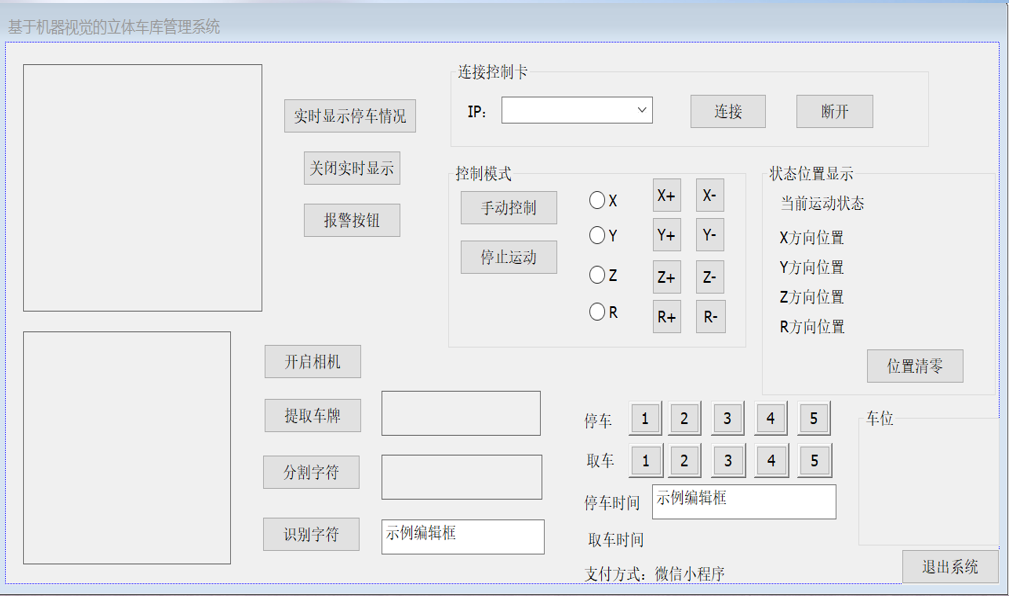 基于机器视觉的立体车库管理系统
连接控制卡
IP:
连接
断开
实时显示停车情况
关闭实时显示
报警按钮
控制模式
手动控制
停止运动
X
X+
X-
Y
Y+
Y-
Z
Z+
Z-
R
R+
R-
状态位置显示
当前运动状态
X方向位置
Y方向位置
Z方向位置
R方向位置
位置清零
开启相机
提取车牌
分割字符
识别字符
示例编辑框
停车
1
2
3
4
5
取车
1
2
3
4
5
停车时间
示例编辑框
取车时间
支付方式：微信小程序
车位
退出系统